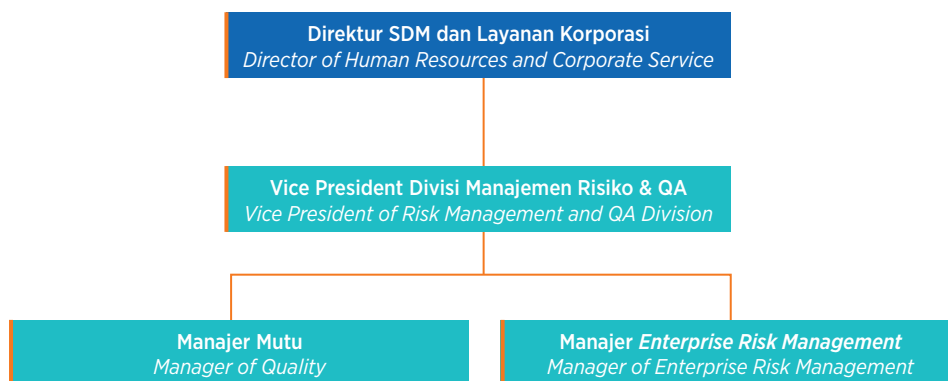 Direktur SDM dan Layanan Korporasi
Director of Human Resources and Corporate Service
Vice President Divisi Manajemen Risiko & QA
Vice President of Risk Management and QA Division
Manajer Mutu
Manager of Quality
Manajer Enterprise Risk Management
Manager of Enterprise Risk Management